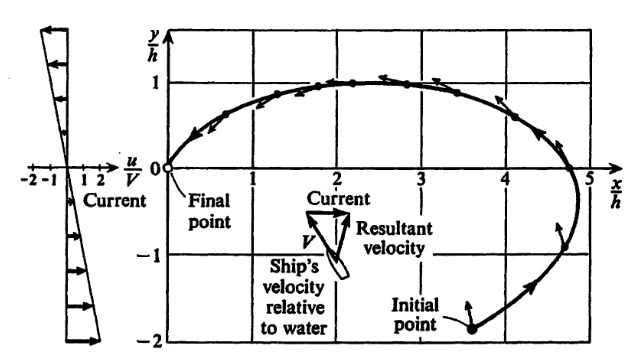 y/h
1
0
-1
-2
-2 -1 1 2 u/V
Current
1 2 3 4 5 x/h
Final
point
Current
V
Resultant
velocity
Ship's
velocity
relative
to water
Initial
point